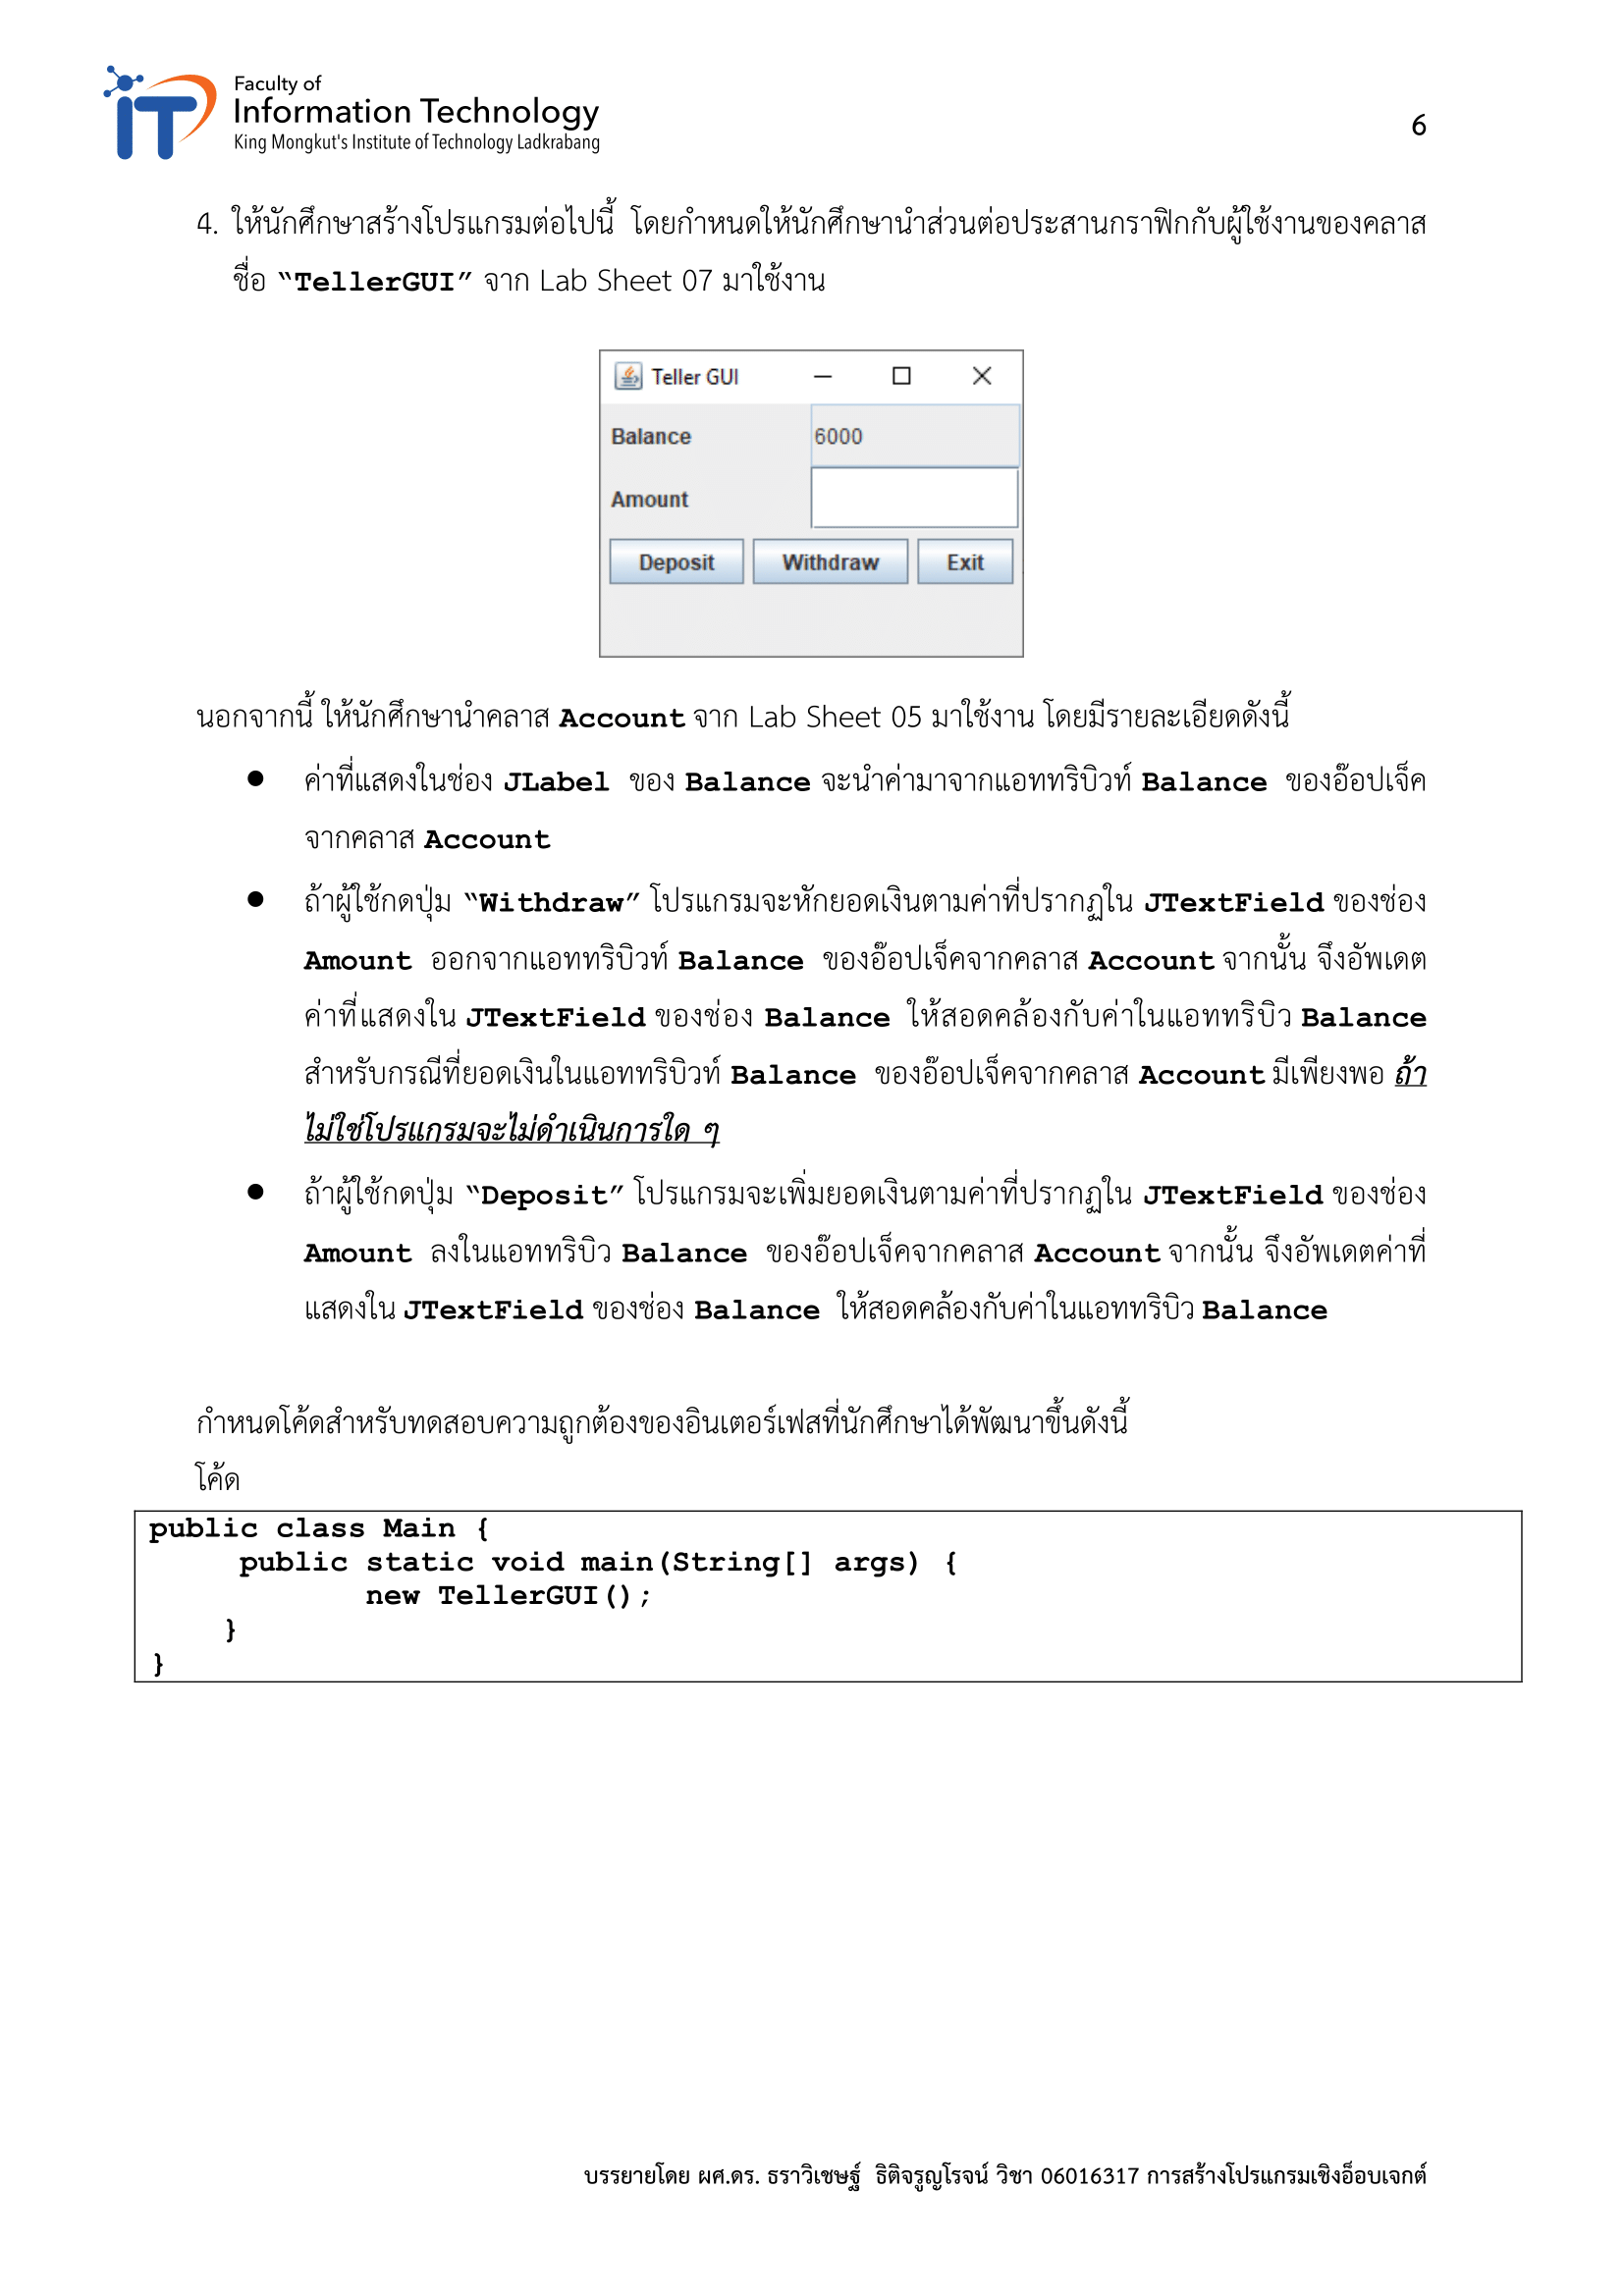 Faculty of
Information Technology
King Mongkut's Institute of Technology Ladkrabang
6
4. ให้นักศึกษาสร้างโปรแกรมต่อไปนี้ โดยกำหนดให้นักศึกษานำส่วนต่อประสานกราฟิกกับผู้ใช้งานของคลาส
ชื่อ “TellerGUI” จาก Lab Sheet 07 มาใช้งาน
Teller GUI
Balance 6000
Amount
Deposit Withdraw Exit
นอกจากนี้ ให้นักศึกษานำคลาส Account จาก Lab Sheet 05 มาใช้งาน โดยมีรายละเอียดดังนี้
● ค่าที่แสดงในช่อง JLabel ของ Balance จะนำค่ามาจากแอททริบิวท์ Balance ของอ๊อปเจ็ค
จากคลาส Account
● ถ้าผู้ใช้กดปุ่ม “Withdraw” โปรแกรมจะหักยอดเงินตามค่าที่ปรากฏใน JTextField ของช่อง
Amount ออกจากแอททริบิวท์ Balance ของอ๊อปเจ็คจากคลาส Account จากนั้น จึงอัพเดต
ค่าที่แสดงใน JTextField ของช่อง Balance ให้สอดคล้องกับค่าในแอททริบิว Balance
สำหรับกรณีที่ยอดเงินในแอททริบิวท์ Balance ของอ๊อปเจ็คจากคลาส Account มีเพียงพอ ถ้า
ไม่ใช่โปรแกรมจะไม่ดำเนินการใด ๆ
● ถ้าผู้ใช้กดปุ่ม “Deposit” โปรแกรมจะเพิ่มยอดเงินตามค่าที่ปรากฏใน JTextField ของช่อง
Amount ลงในแอททริบิว Balance ของอ๊อปเจ็คจากคลาส Account จากนั้น จึงอัพเดตค่าที่
แสดงใน JTextField ของช่อง Balance ให้สอดคล้องกับค่าในแอททริบิว Balance
กำหนดโค้ดสำหรับทดสอบความถูกต้องของอินเตอร์เฟสที่นักศึกษาได้พัฒนาขึ้นดังนี้
โค้ด
public class Main {
public static void main(String[] args) {
new TellerGUI();
}
}
บรรยายโดย ผศ.ดร. ธราวิเชษฐ์ ธิติจรูญโรจน์ วิชา 06016317 การสร้างโปรแกรมเชิงอ็อบเจกต์